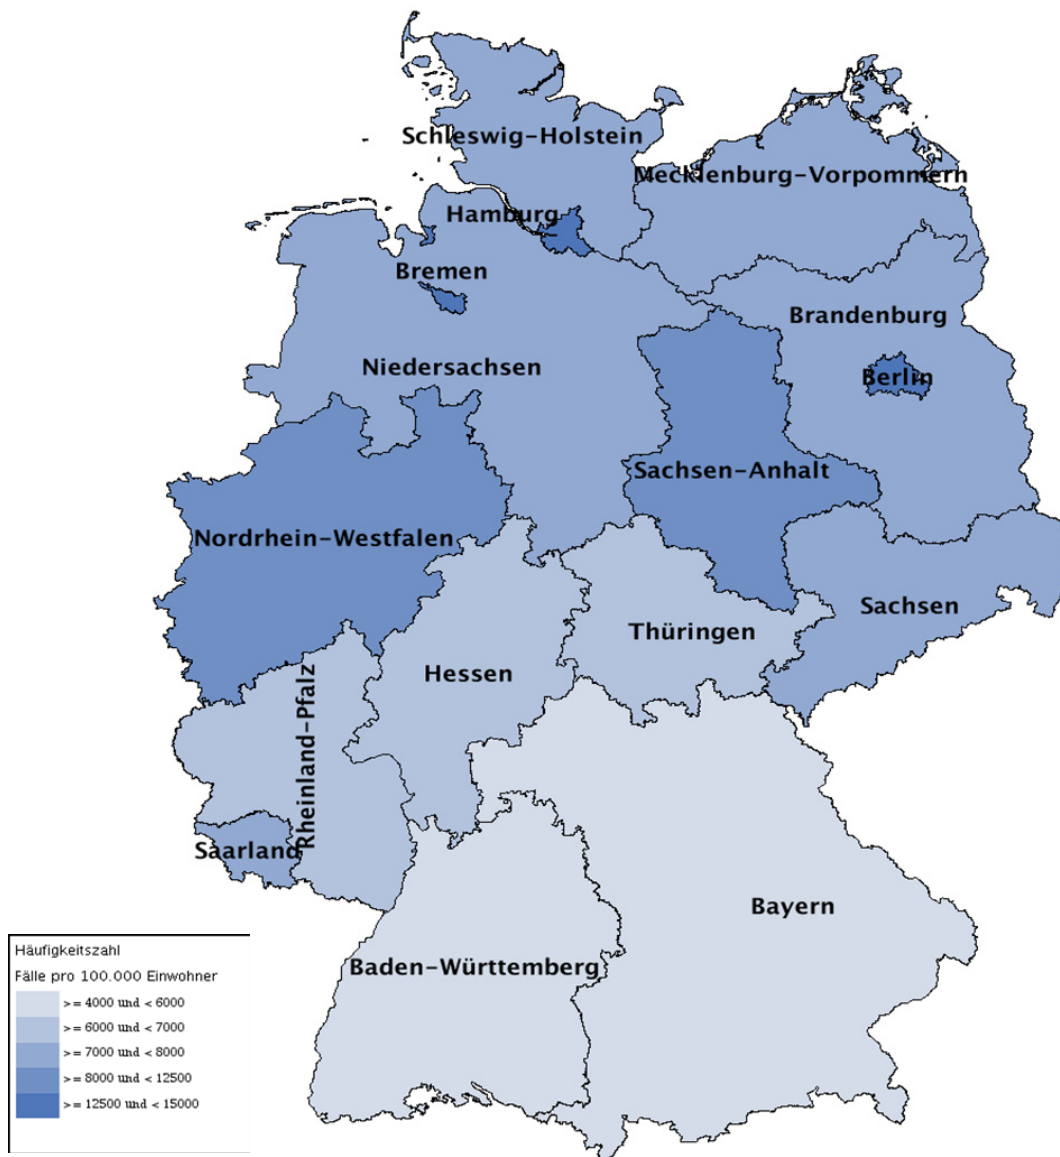 Schleswig-Holstein
Mecklenburg-Vorpommern
Hamburg
Bremen
Brandenburg
Niedersachsen
Berlin
Sachsen-Anhalt
Nordrhein-Westfalen
Sachsen
Thüringen
Hessen
Rheinland-Pfalz
Saarland
Bayern
Baden-Württemberg
Häufigkeitszahl
Fälle pro 100.000 Einwohner
>= 4000 und < 6000
>= 6000 und < 7000
>= 7000 und < 8000
>= 8000 und < 12500
>= 12500 und < 15000